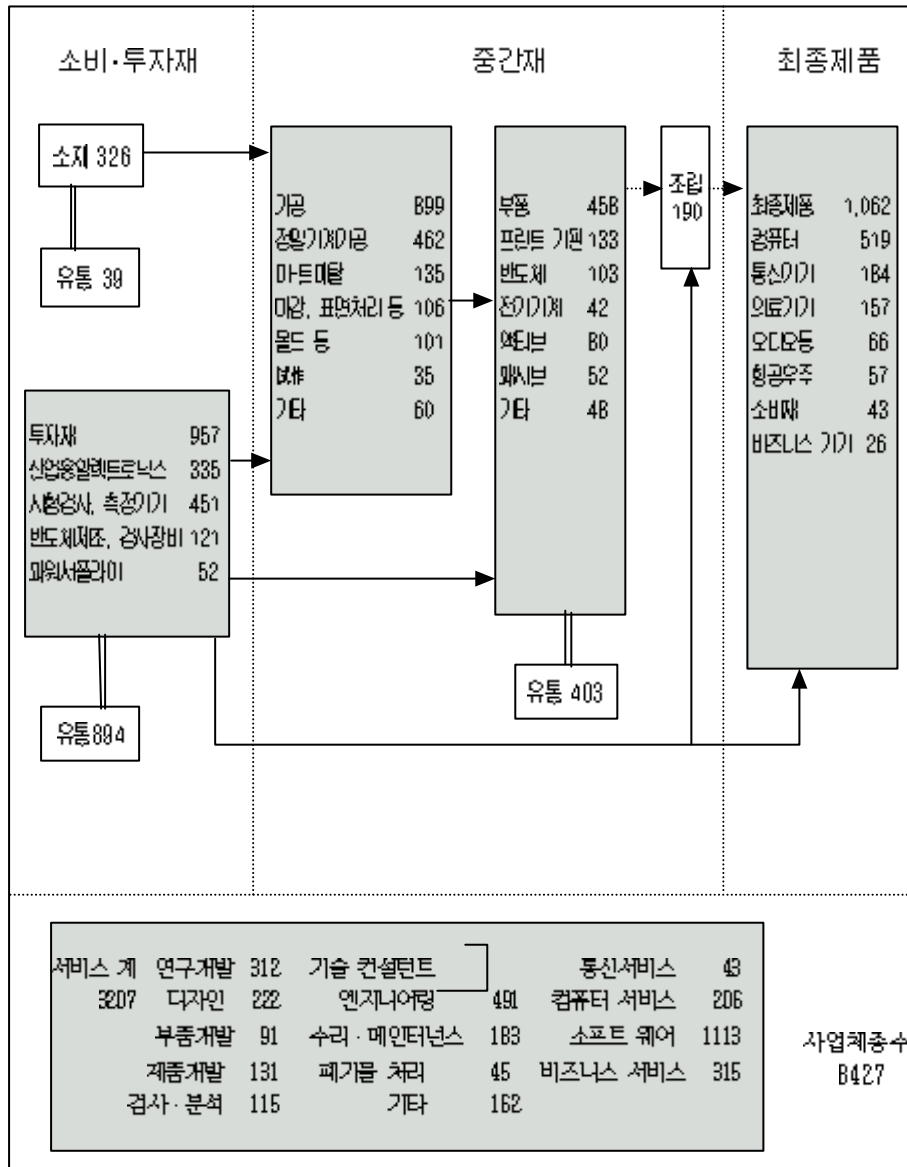 소비·투자재
중간재
최종제품
소재 326
유통 39
투자재 957
산업용일렉트로닉스 335
시험검사, 측정기기 451
반도체제조, 검사장비 121
파워서플라이 52
유통894
가공 899
정밀기계가공 462
마트메탈 135
마감, 표면처리 등 106
몰드 등 101
試作 35
기타 60
부품 458
프린트 기판 133
반도체 103
전기기계 42
액티브 80
패시브 52
기타 48
유통 403
조립
190
최종제품 1,062
컴퓨터 519
통신기기 184
의료기기 157
오디오등 66
항공우주 57
소비재 43
비즈니스 기기 26
서비스 계 연구개발 312 기술 컨설턴트 통신서비스 43
3207 디자인 222 엔지니어링 491 컴퓨터 서비스 206
부품개발 91 수리·메인터넌스 183 소프트 웨어 1113
제품개발 131 폐기물 처리 45 비즈니스 서비스 315
검사·분석 115 기타 162
사업체총수
8427